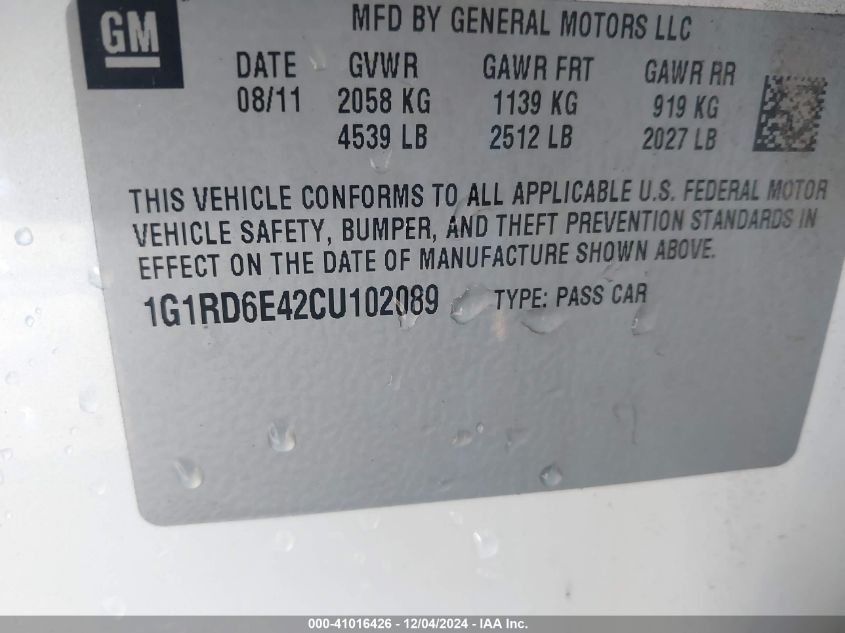 GM
MFD BY GENERAL MOTORS LLC
DATE GVWR GAWR FRT GAWR RR
08/11 2058 KG 1139 KG 919 KG
4539 LB 2512 LB 2027 LB
THIS VEHICLE CONFORMS TO ALL APPLICABLE U.S. FEDERAL MOTOR
VEHICLE SAFETY, BUMPER, AND THEFT PREVENTION STANDARDS IN
EFFECT ON THE DATE OF MANUFACTURE SHOWN ABOVE.
1G1RD6E42CU102089 TYPE: PASS CAR
000-41016426 - 12/04/2024 - IAA Inc.